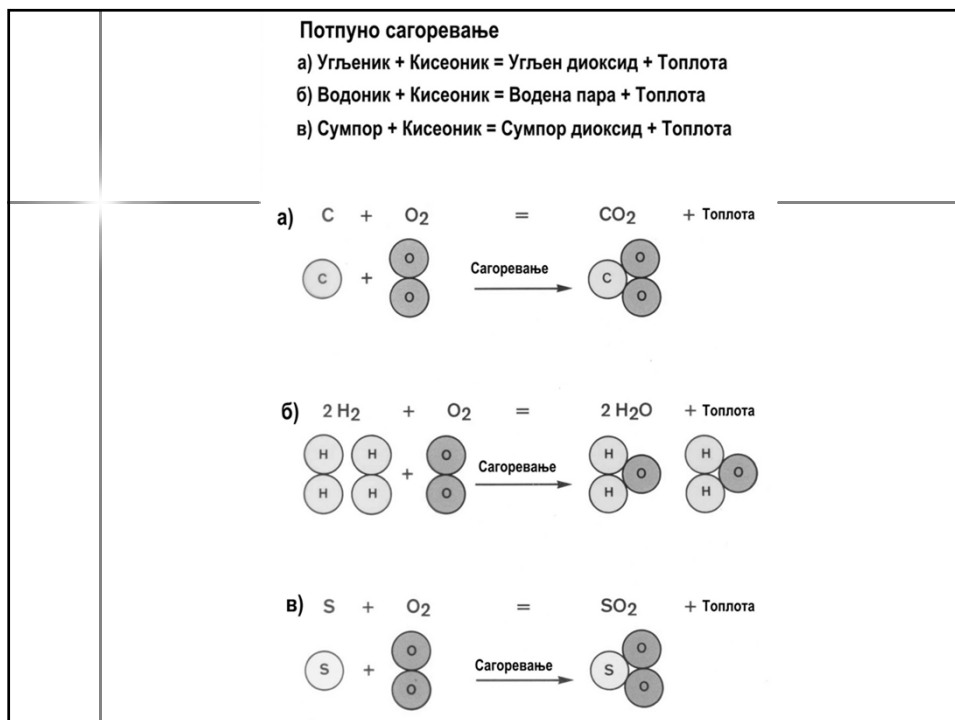 Потпуно сагоревање
а) Угљеник + Кисеоник = Угљен диоксид + Топлота
б) Водоник + Кисеоник = Водена пара + Топлота
в) Сумпор + Кисеоник = Сумпор диоксид + Топлота
а) C + O2 = CO2 + Топлота
C + O O Сагоревање C O O
б) 2 H2 + O2 = 2 H2O + Топлота
H H H H + O O Сагоревање H H O H H O
в) S + O2 = SO2 + Топлота
S + O O Сагоревање S O O